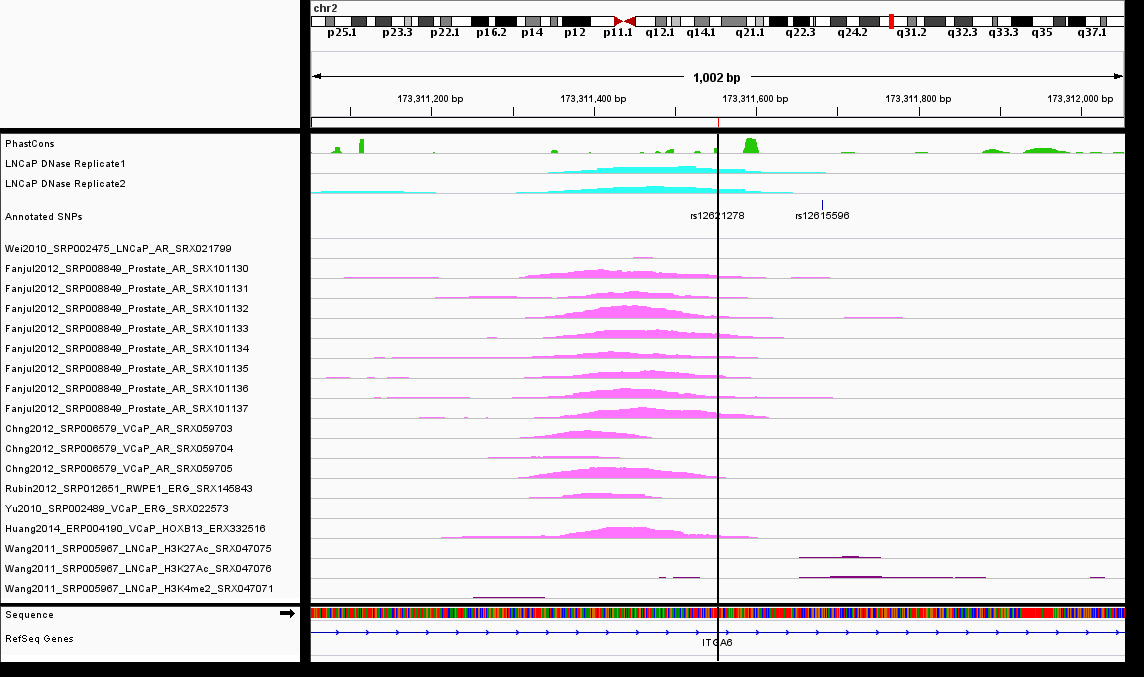 chr2
p25.1 p23.3 p22.1 p16.2 p14 p12 p11.1 q12.1 q14.1 q21.1 q22.3 q24.2 q31.2 q32.3 q33.3 q35 q37.1
1,002 bp
173,311,200 bp 173,311,400 bp 173,311,600 bp 173,311,800 bp 173,312,000 bp
PhastCons
LNCaP DNase Replicate1
LNCaP DNase Replicate2
Annotated SNPs
rs12621278 rs12615596
Wei2010_SRP002475_LNCaP_AR_SRX021799
Fanjul2012_SRP008849_Prostate_AR_SRX101130
Fanjul2012_SRP008849_Prostate_AR_SRX101131
Fanjul2012_SRP008849_Prostate_AR_SRX101132
Fanjul2012_SRP008849_Prostate_AR_SRX101133
Fanjul2012_SRP008849_Prostate_AR_SRX101134
Fanjul2012_SRP008849_Prostate_AR_SRX101135
Fanjul2012_SRP008849_Prostate_AR_SRX101136
Fanjul2012_SRP008849_Prostate_AR_SRX101137
Chng2012_SRP006579_VCaP_AR_SRX059703
Chng2012_SRP006579_VCaP_AR_SRX059704
Chng2012_SRP006579_VCaP_AR_SRX059705
Rubin2012_SRP012651_RWPE1_ERG_SRX145843
Yu2010_SRP002489_VCaP_ERG_SRX022573
Huang2014_ERP004190_VCaP_HOXB13_ERX332516
Wang2011_SRP005967_LNCaP_H3K27Ac_SRX047075
Wang2011_SRP005967_LNCaP_H3K27Ac_SRX047076
Wang2011_SRP005967_LNCaP_H3K4me2_SRX047071
Sequence
RefSeq Genes
ITGA6